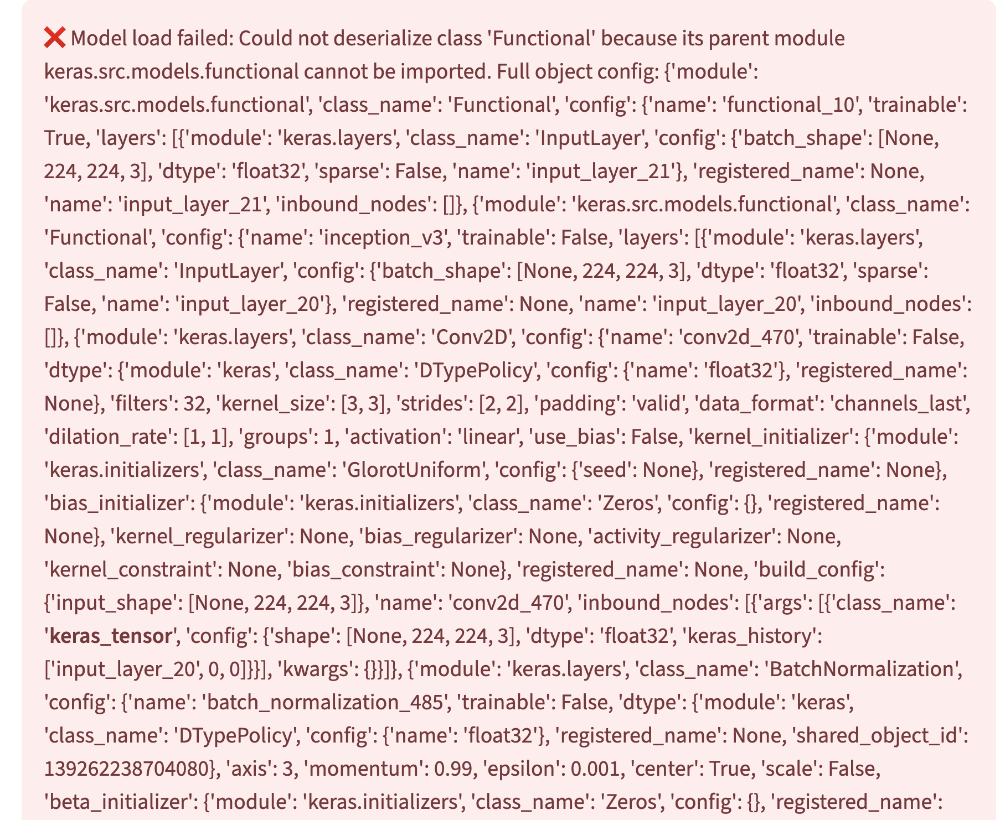 ❌ Model load failed: Could not deserialize class 'Functional' because its parent module
keras.src.models.functional cannot be imported. Full object config: {'module':
'keras.src.models.functional', 'class_name': 'Functional', 'config': {'name': 'functional_10', 'trainable':
True, 'layers': [{'module': 'keras.layers', 'class_name': 'InputLayer', 'config': {'batch_shape': [None,
224, 224, 3], 'dtype': 'float32', 'sparse': False, 'name': 'input_layer_21'}, 'registered_name': None,
'name': 'input_layer_21', 'inbound_nodes': []}, {'module': 'keras.src.models.functional', 'class_name':
'Functional', 'config': {'name': 'inception_v3', 'trainable': False, 'layers': [{'module': 'keras.layers',
'class_name': 'InputLayer', 'config': {'batch_shape': [None, 224, 224, 3], 'dtype': 'float32', 'sparse':
False, 'name': 'input_layer_20'}, 'registered_name': None, 'name': 'input_layer_20', 'inbound_nodes':
[]}, {'module': 'keras.layers', 'class_name': 'Conv2D', 'config': {'name': 'conv2d_470', 'trainable': False,
'dtype': {'module': 'keras', 'class_name': 'DTypePolicy', 'config': {'name': 'float32'}, 'registered_name':
None}, 'filters': 32, 'kernel_size': [3, 3], 'strides': [2, 2], 'padding': 'valid', 'data_format': 'channels_last',
'dilation_rate': [1, 1], 'groups': 1, 'activation': 'linear', 'use_bias': False, 'kernel_initializer': {'module':
'keras.initializers', 'class_name': 'GlorotUniform', 'config': {'seed': None}, 'registered_name': None},
'bias_initializer': {'module': 'keras.initializers', 'class_name': 'Zeros', 'config': {}, 'registered_name':
None}, 'kernel_regularizer': None, 'bias_regularizer': None, 'activity_regularizer': None,
'kernel_constraint': None, 'bias_constraint': None}, 'registered_name': None, 'build_config':
{'input_shape': [None, 224, 224, 3]}, 'name': 'conv2d_470', 'inbound_nodes': [{'args': [{'class_name':
'keras_tensor', 'config': {'shape': [None, 224, 224, 3], 'dtype': 'float32', 'keras_history':
['input_layer_20', 0, 0]}}], 'kwargs': {}}]}, {'module': 'keras.layers', 'class_name': 'BatchNormalization',
'config': {'name': 'batch_normalization_485', 'trainable': False, 'dtype': {'module': 'keras',
'class_name': 'DTypePolicy', 'config': {'name': 'float32'}, 'registered_name': None, 'shared_object_id':
139262238704080}, 'axis': 3, 'momentum': 0.99, 'epsilon': 0.001, 'center': True, 'scale': False,
'beta_initializer': {'module': 'keras.initializers', 'class_name': 'Zeros', 'config': {}, 'registered_name':